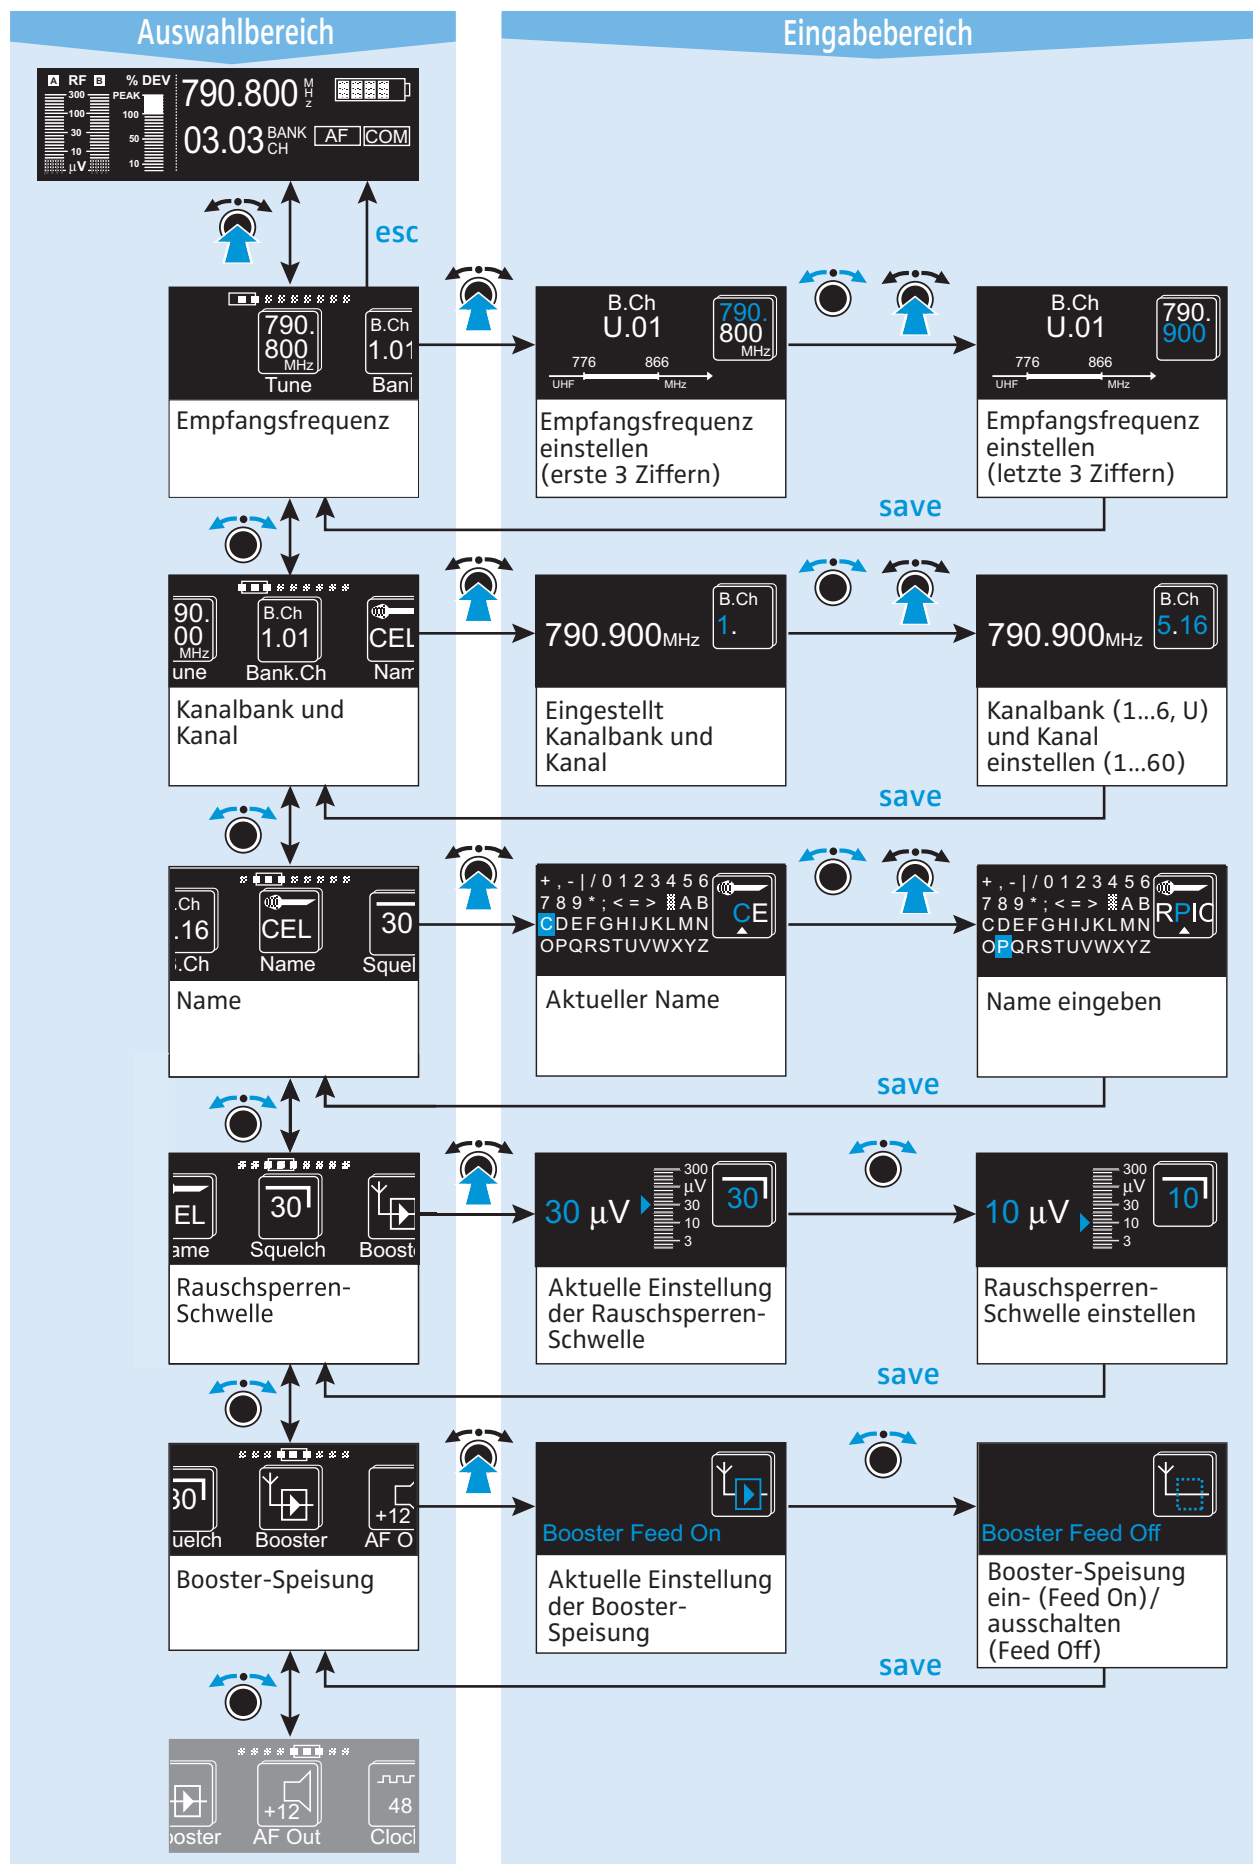 Auswahlbereich
Eingabebereich
A RF B % DEV
300 PEAK
100 100
30 50
10
µV 10
790.800 MHz
03.03 BANK CH AF COM
esc
790. B.Ch
800 1.01
MHz
Tune Ban
Empfangsfrequenz
B.Ch
U.01
790.
800
MHz
776 866
UHF MHz
Empfangsfrequenz
einstellen
(erste 3 Ziffern)
B.Ch
U.01
790.
900
776 866
UHF MHz
Empfangsfrequenz
einstellen
(letzte 3 Ziffern)
save
90. B.Ch
00 1.01 CEL
MHz
une Bank.Ch Nam
Kanalbank und
Kanal
790.900MHz
B.Ch
1.
Eingestellt
Kanalbank und
Kanal
790.900MHz
B.Ch
5.16
Kanalbank (1...6, U)
und Kanal
einstellen (1...60)
save
.Ch
.16 CEL 30
.Ch Name Squel
Name
+ , - | / 0 1 2 3 4 5 6
7 8 9 * ; < = > A B
CDEFGHIJKLMN
OPQRSTUVWXYZ
CE
Aktueller Name
+ , - | / 0 1 2 3 4 5 6
7 8 9 * ; < = > A B
CDEFGHIJKLMN
OPQRSTUVWXYZ
RPIC
Name eingeben
save
EL 30
ame Squelch Boost
Rauschsperren-
Schwelle
30 µV
300
µV
30
10
3
30
Aktuelle Einstellung
der Rauschsperren-
Schwelle
10 µV
300
µV
30
10
3
10
Rauschsperren-
Schwelle einstellen
save
30 +12
uelch Booster AF O
Booster-Speisung
Booster Feed On
Aktuelle Einstellung
der Booster-
Speisung
Booster Feed Off
Booster-Speisung
ein- (Feed On)/
ausschalten
(Feed Off)
save
+12 48
ooster AF Out Cloc